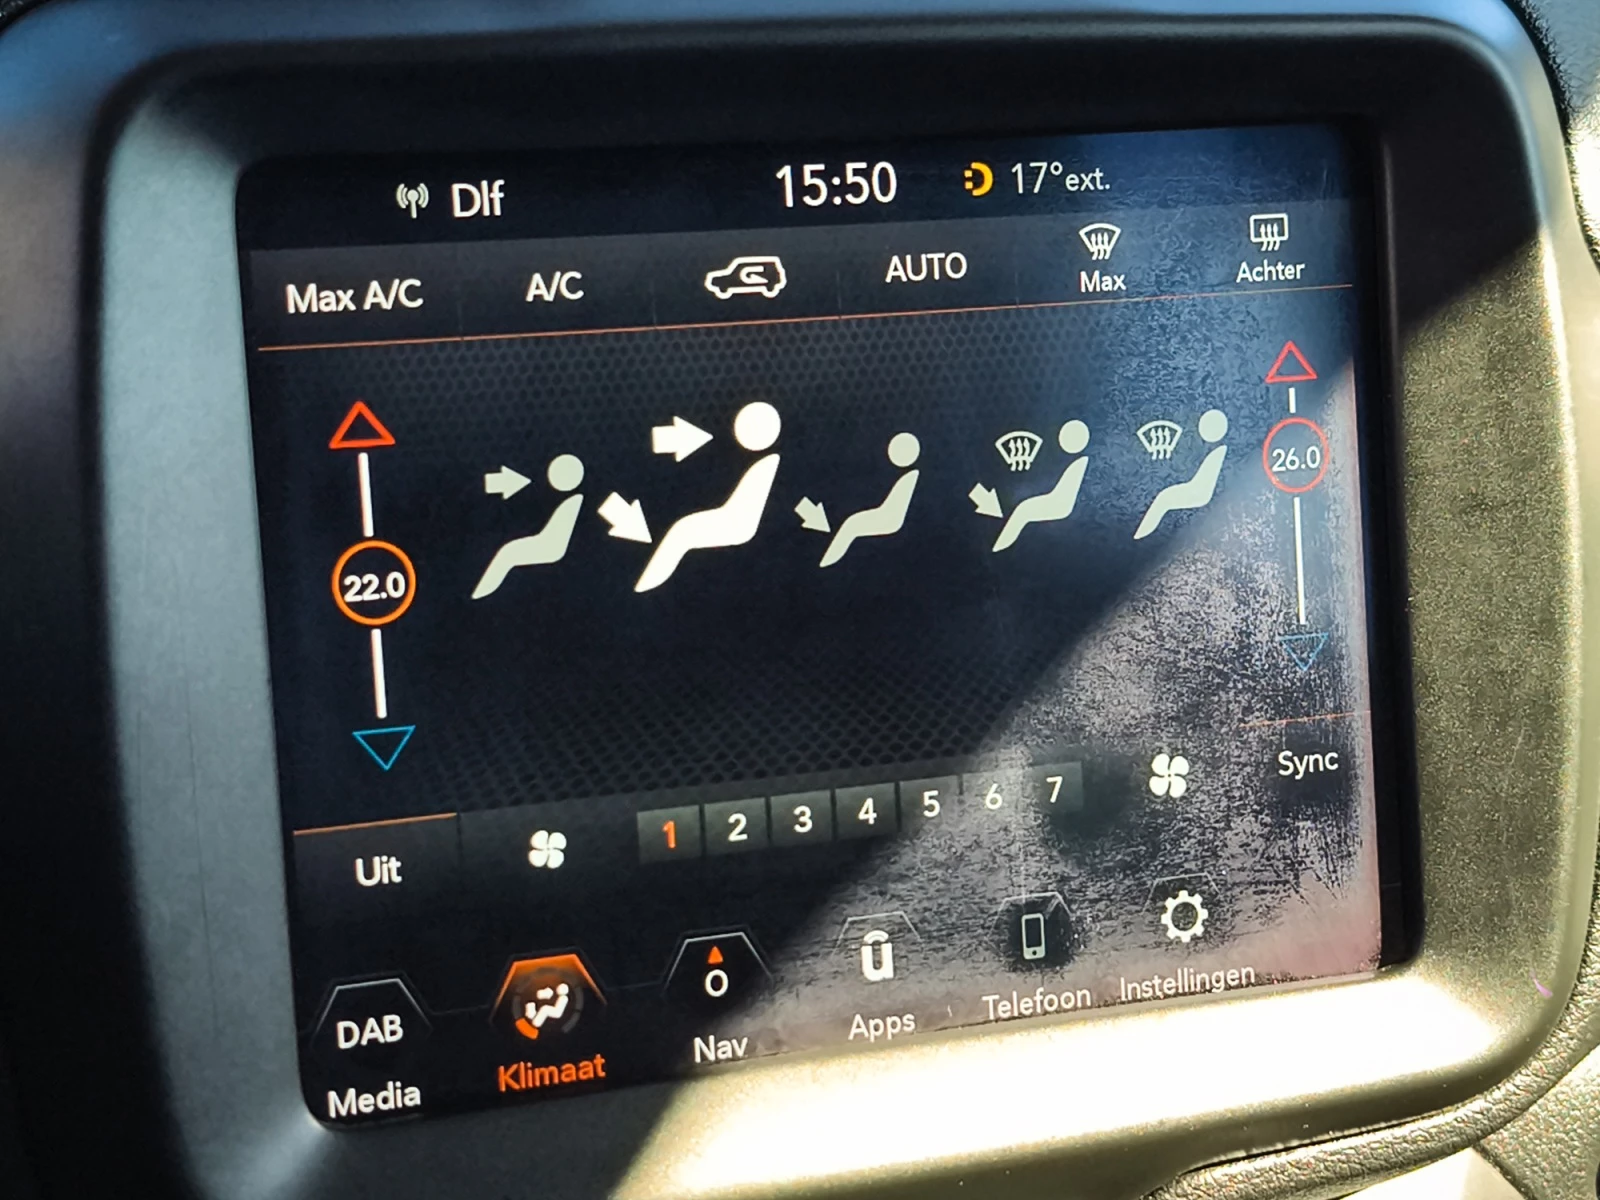 Dlf 15:50 17°ext.
Max A/C A/C AUTO Max Achter
22.0 26.0
Uit 1 2 3 4 5 6 7 Sync
DAB O
Media Klimaat Nav Apps Telefoon Instellingen